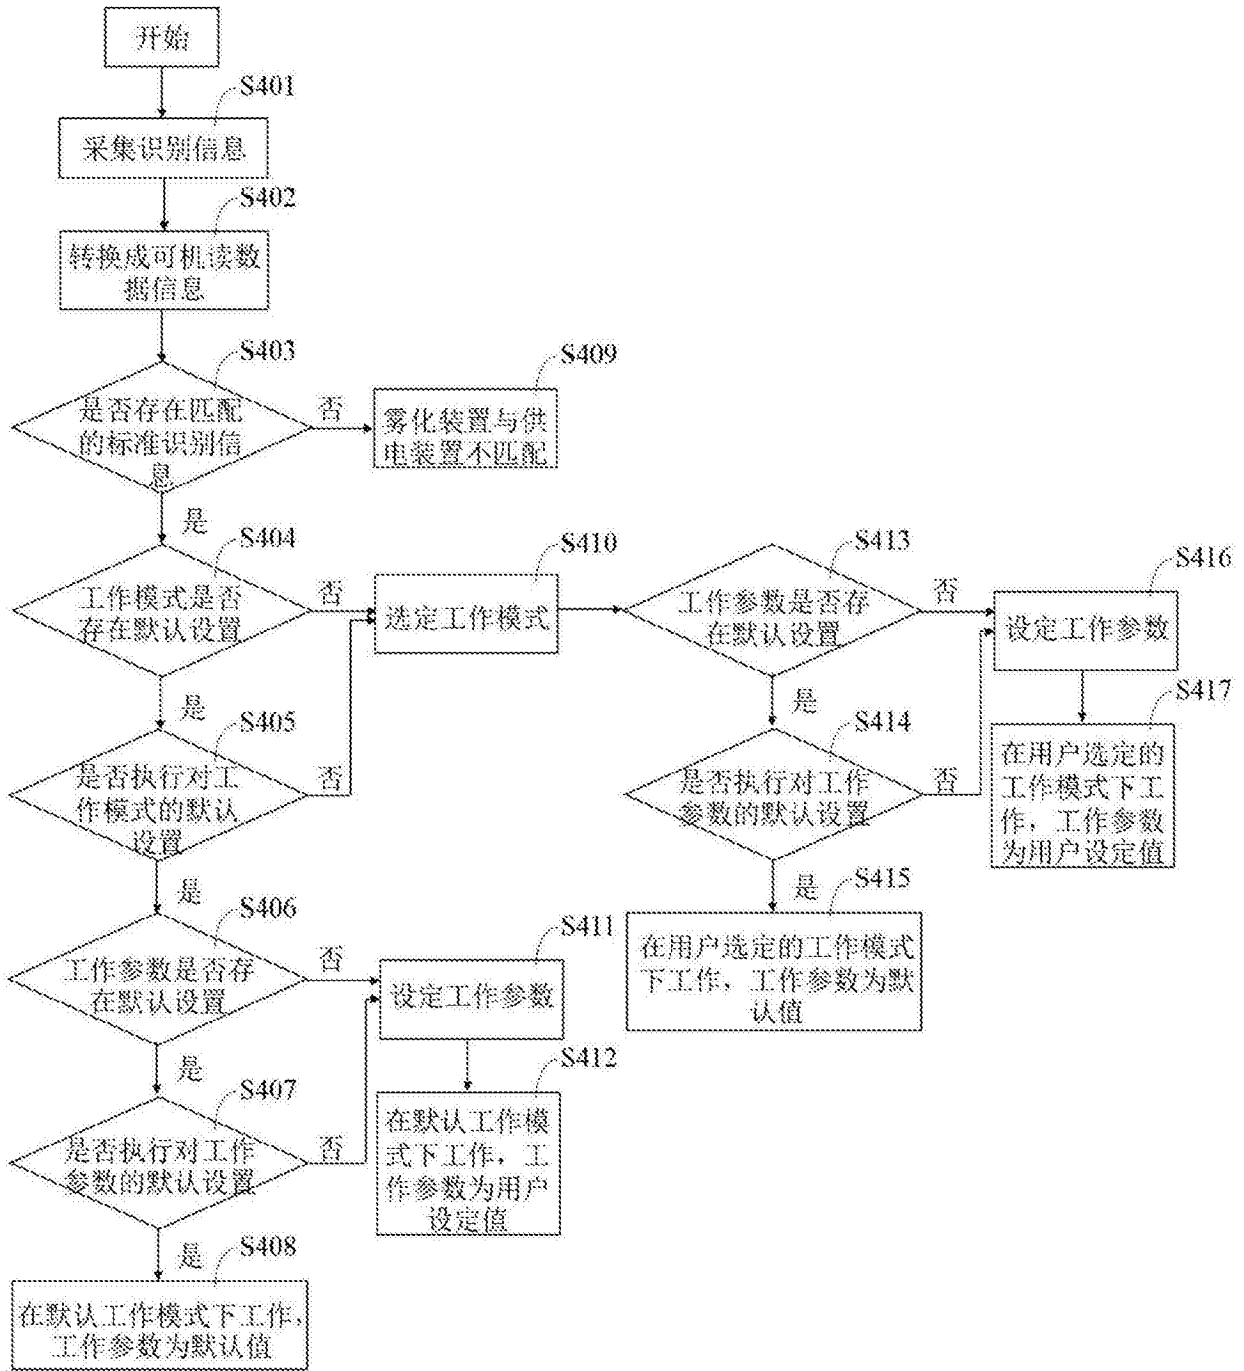 开始
S401
采集识别信息
S402
转换成可机读数
据信息
S403
是否存在匹配
的标准识别信
息
否
S409
雾化装置与供
电装置不匹配
是
S404
工作模式是否
存在默认设置
否
S410
选定工作模式
S413
工作参数是否存
在默认设置
否
S416
设定工作参数
是
S405
是否执行对工
作模式的默认
设置
否
是
S414
是否执行对工作
参数的默认设置
否
S417
在用户选定的
工作模式下工
作，工作参数
为用户设定值
是
S415
在用户选定的工作模式
下工作，工作参数为默
认值
是
S406
工作参数是否存
在默认设置
否
S411
设定工作参数
是
S407
是否执行对工作
参数的默认设置
否
S412
在默认工作模
式下工作，工
作参数为用户
设定值
是
S408
在默认工作模式下工作，
工作参数为默认值